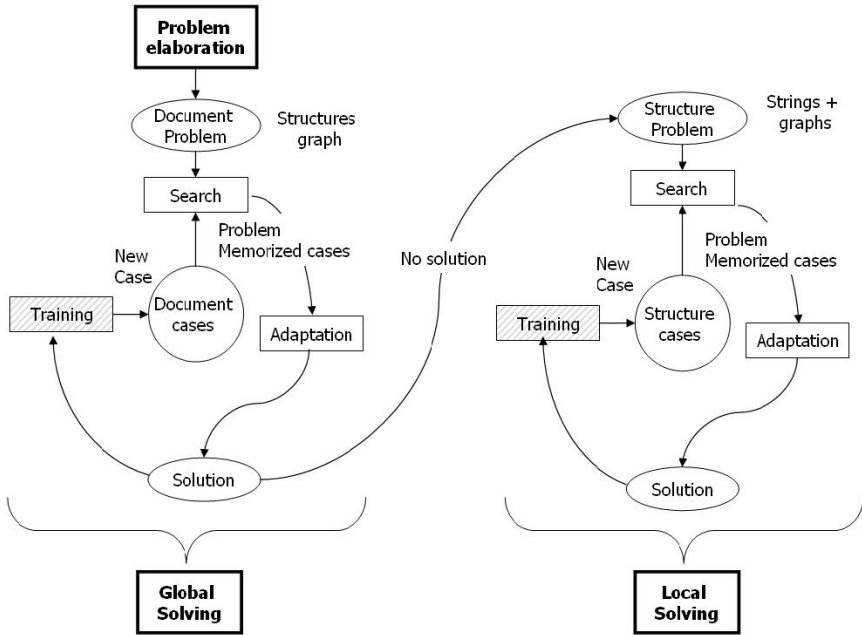 Problem
elaboration
Document
Problem
Structures
graph
Search
Problem
Memorized cases
New
Case
Training
Document
cases
Adaptation
Solution
Global
Solving
No solution
Structure
Problem
Strings +
graphs
Search
Problem
Memorized cases
New
Case
Training
Structure
cases
Adaptation
Solution
Local
Solving